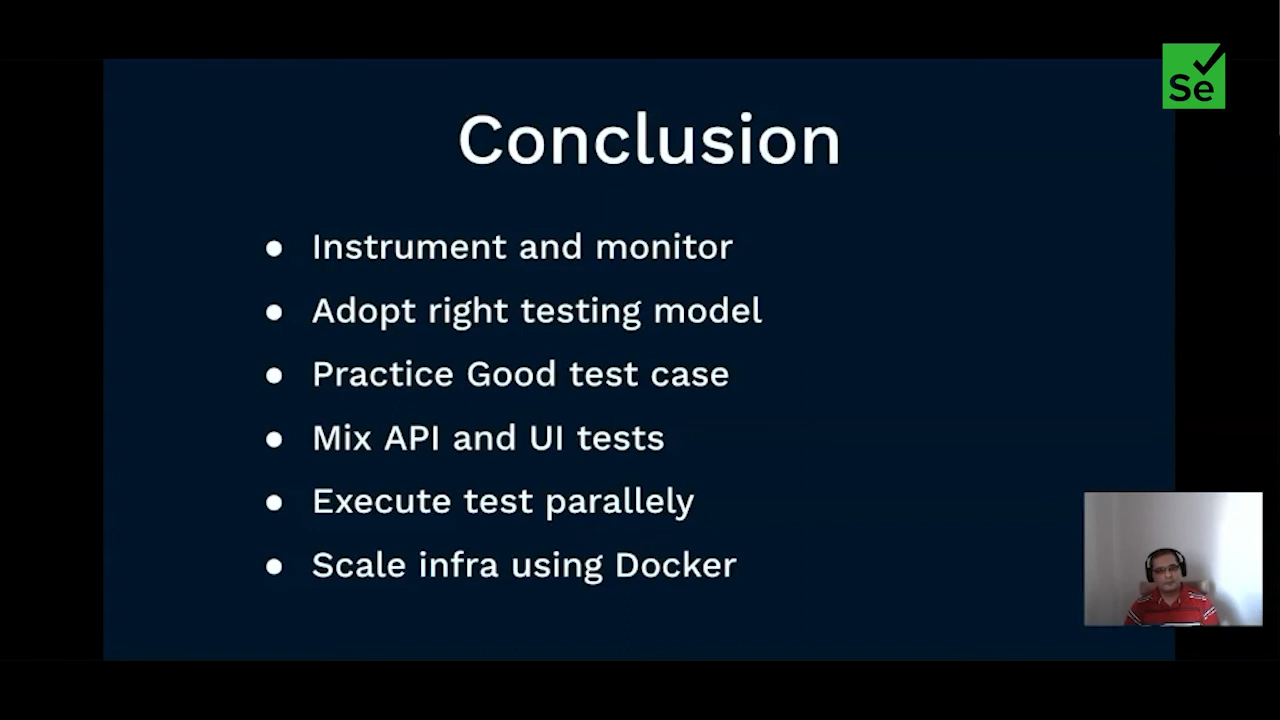 Se
Conclusion
● Instrument and monitor
● Adopt right testing model
● Practice Good test case
● Mix API and UI tests
● Execute test parallely
● Scale infra using Docker